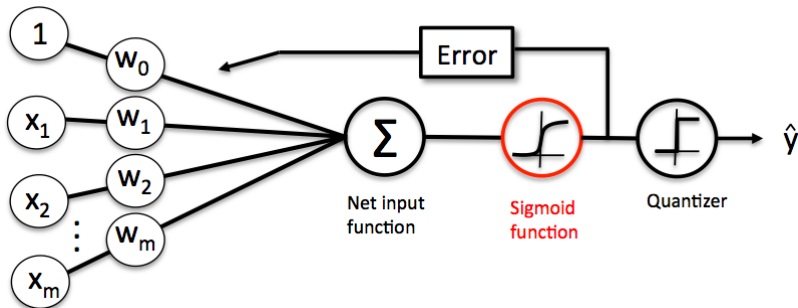 1
w₀
Error
x₁
w₁
Σ
ŷ
x₂
w₂
Net input
function
Sigmoid
function
Quantizer
⋮
wₘ
xₘ